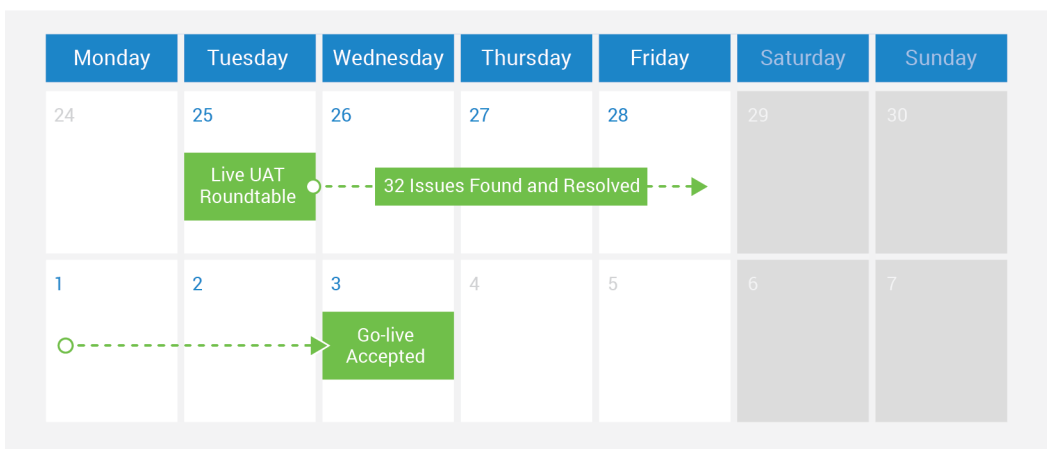 Monday Tuesday Wednesday Thursday Friday Saturday Sunday
24 25 26 27 28 29 30
Live UAT
Roundtable
32 Issues Found and Resolved
1 2 3 4 5 6 7
Go-live
Accepted